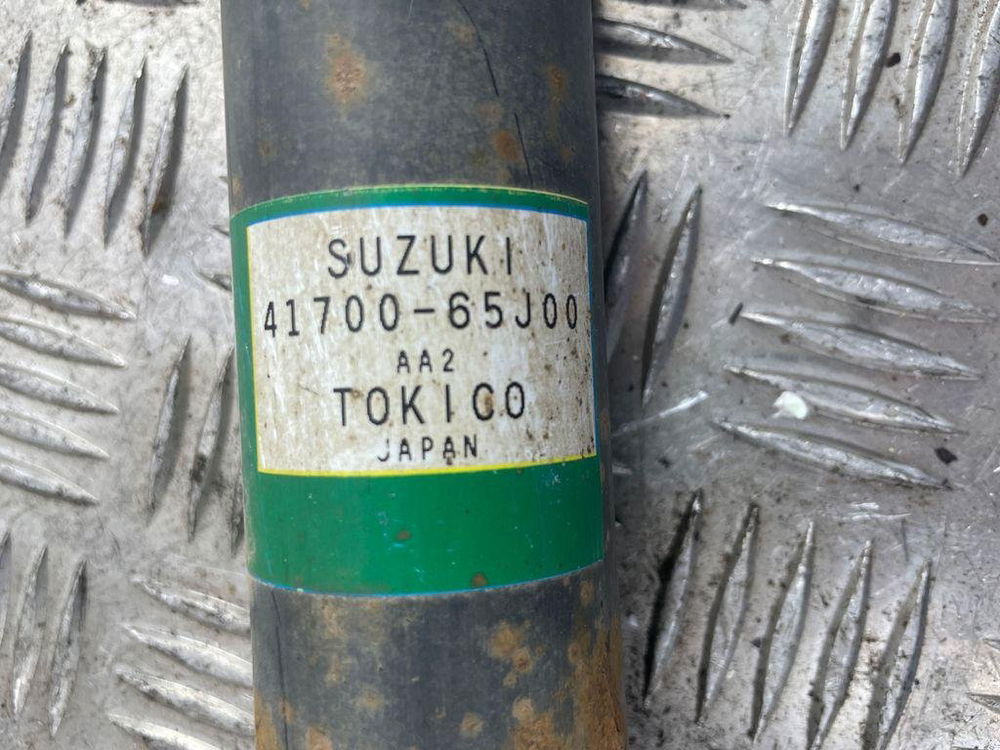 SUZUKI
41700-65J00
AA2
TOKICO
JAPAN